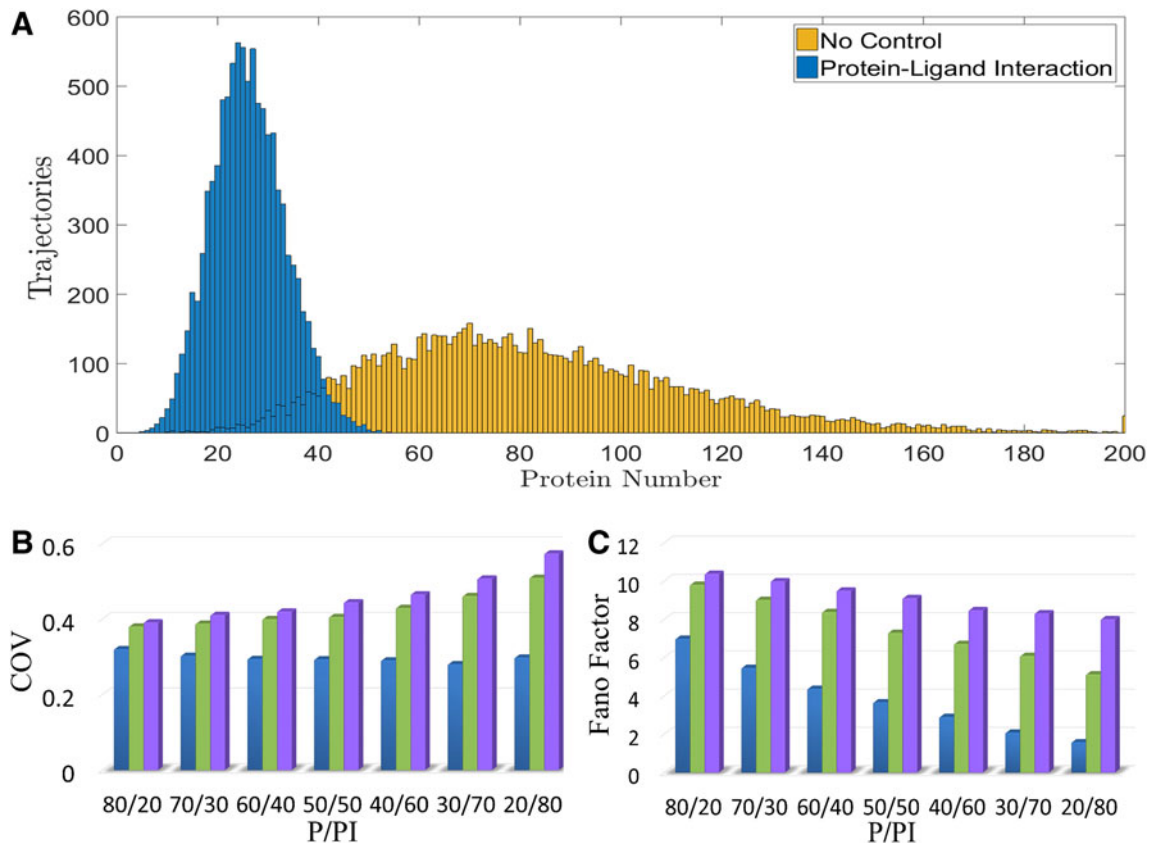 A
600
500
400
300
200
100
0
Trajectories
No Control
Protein-Ligand Interaction
0 20 40 60 80 100 120 140 160 180 200
Protein Number
B
0.6
0.4
0.2
0
COV
80/20 70/30 60/40 50/50 40/60 30/70 20/80
P/PI
C
12
10
8
6
4
2
0
Fano Factor
80/20 70/30 60/40 50/50 40/60 30/70 20/80
P/PI